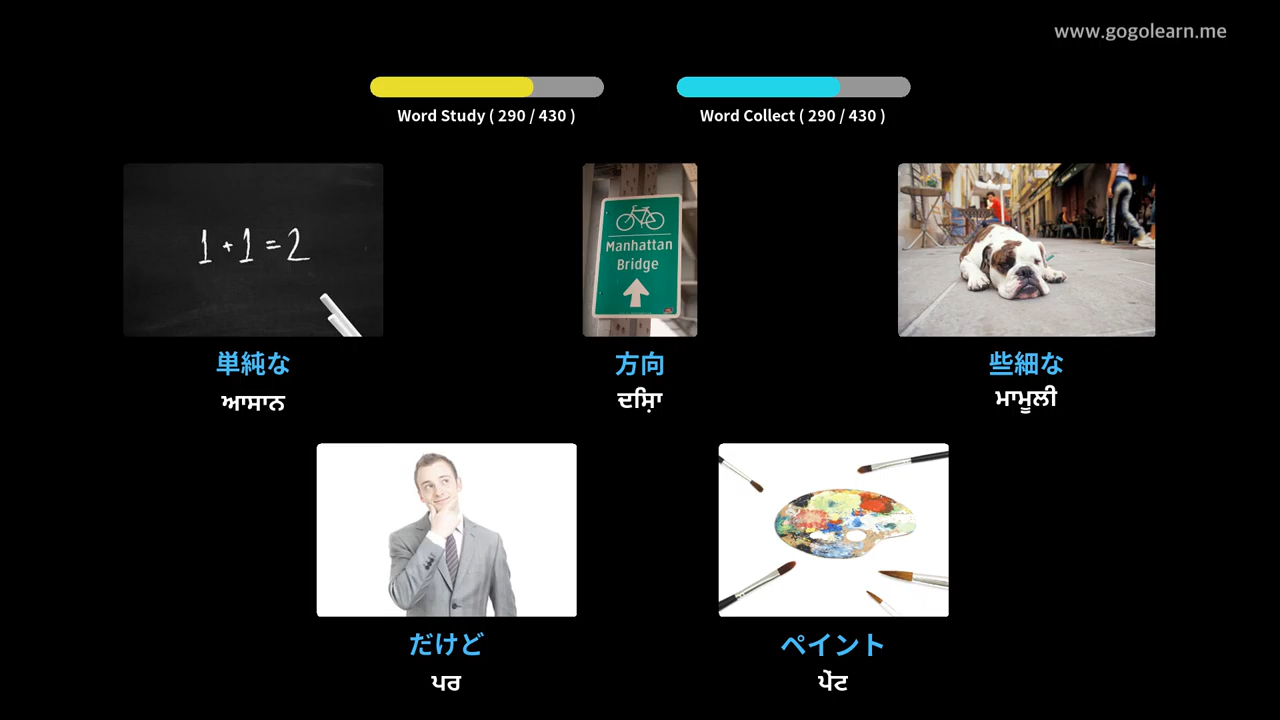 www.gogolearn.me
Word Study ( 290 / 430 )
Word Collect ( 290 / 430 )
1 + 1 = 2
Manhattan
Bridge
単純な
方向
些細な
ਆਸਾਨ
ਦਸ਼ਿਾ
ਮਾਮੂਲੀ
だけど
ペイント
ਪਰ
ਪੇਂਟ